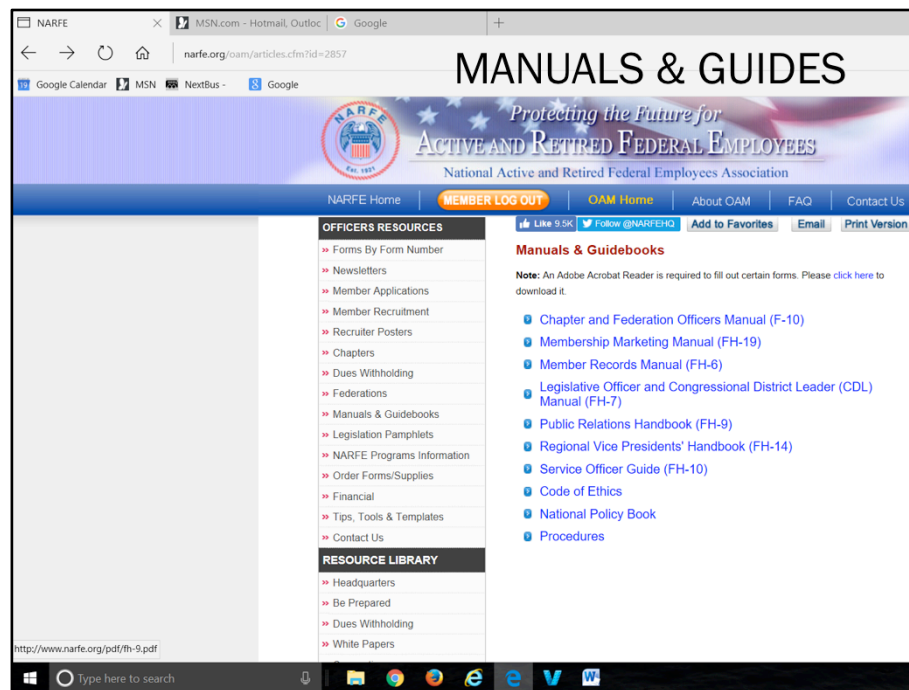 NARFE
MSN.com - Hotmail, Outloc
Google
narfe.org/oam/articles.cfm?id=2857
MANUALS & GUIDES
Google Calendar
MSN
NextBus -
Google
NARFE
Est. 1921
Protecting the Future for
ACTIVE AND RETIRED FEDERAL EMPLOYEES
National Active and Retired Federal Employees Association
NARFE Home
MEMBER LOG OUT
OAM Home
About OAM
FAQ
Contact Us
OFFICERS RESOURCES
» Forms By Form Number
» Newsletters
» Member Applications
» Member Recruitment
» Recruiter Posters
» Chapters
» Dues Withholding
» Federations
» Manuals & Guidebooks
» Legislation Pamphlets
» NARFE Programs Information
» Order Forms/Supplies
» Financial
» Tips, Tools & Templates
» Contact Us
RESOURCE LIBRARY
» Headquarters
» Be Prepared
» Dues Withholding
» White Papers
Like 9.5K
Follow @NARFEHQ
Add to Favorites
Email
Print Version
Manuals & Guidebooks
Note: An Adobe Acrobat Reader is required to fill out certain forms. Please click here to
download it.
Chapter and Federation Officers Manual (F-10)
Membership Marketing Manual (FH-19)
Member Records Manual (FH-6)
Legislative Officer and Congressional District Leader (CDL)
Manual (FH-7)
Public Relations Handbook (FH-9)
Regional Vice Presidents' Handbook (FH-14)
Service Officer Guide (FH-10)
Code of Ethics
National Policy Book
Procedures
http://www.narfe.org/pdf/fh-9.pdf
Type here to search